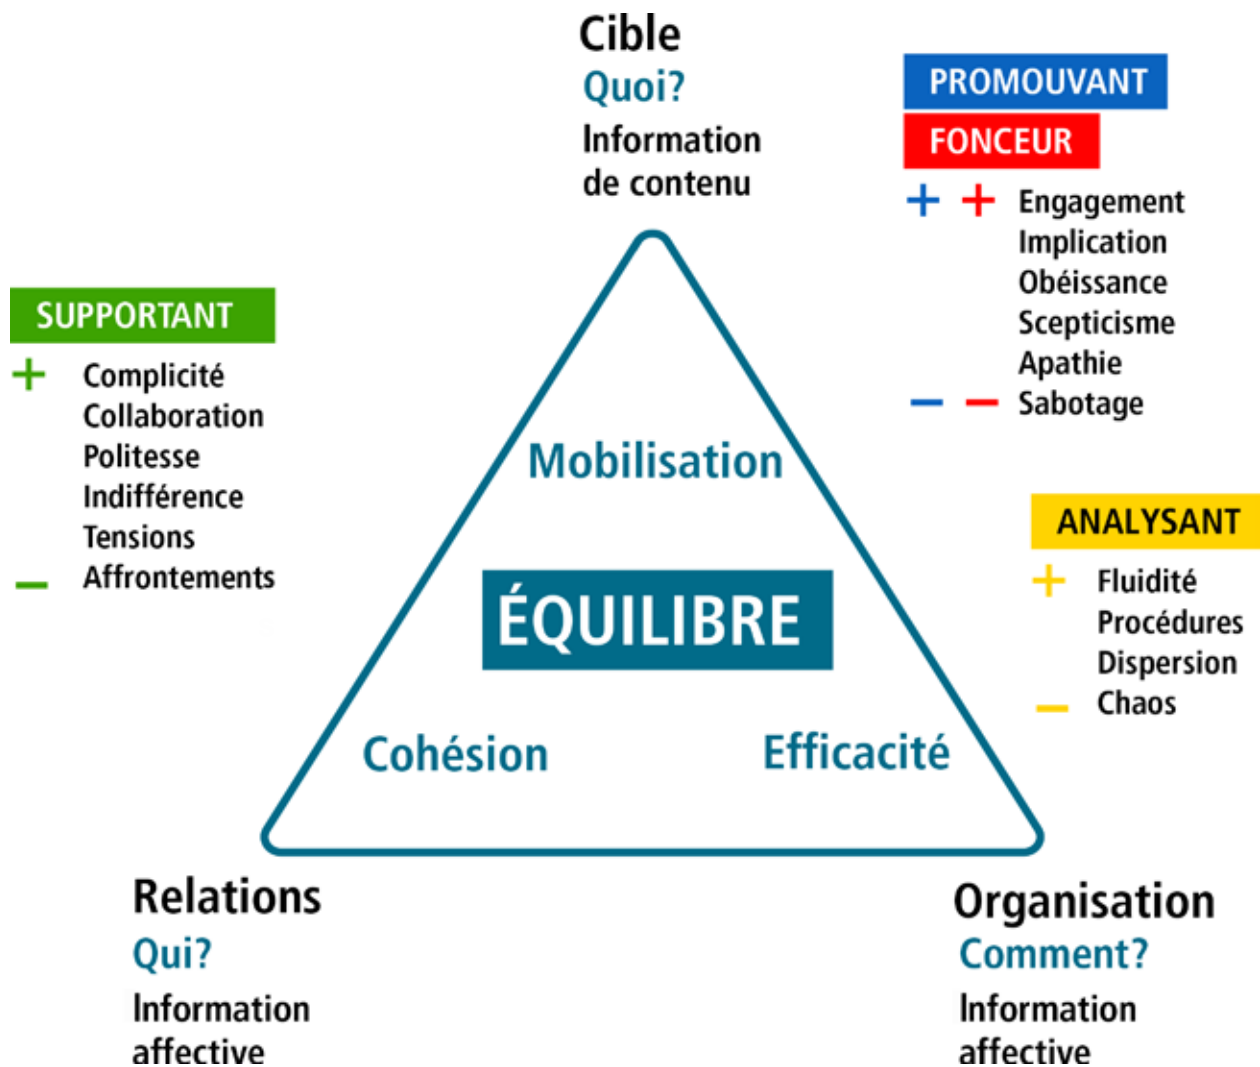 Cible
Quoi?
Information
de contenu
PROMOUVANT
FONCEUR
+ + Engagement
Implication
Obéissance
Scepticisme
Apathie
− − Sabotage
SUPPORTANT
+ Complicité
Collaboration
Politesse
Indifférence
Tensions
− Affrontements
Mobilisation
ANALYSANT
+ Fluidité
Procédures
Dispersion
− Chaos
ÉQUILIBRE
Cohésion
Efficacité
Relations
Qui?
Information
affective
Organisation
Comment?
Information
affective